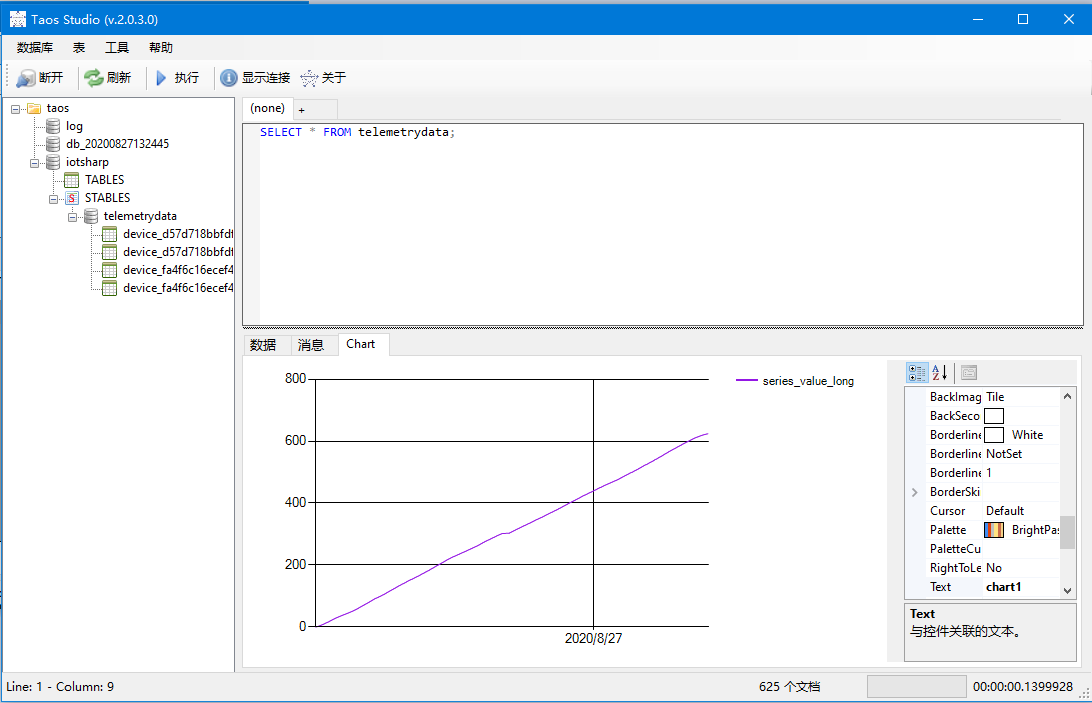 Taos Studio (v.2.0.3.0)
数据库 表 工具 帮助
断开 刷新 执行 显示连接 关于
taos
log
db_20200827132445
iotsharp
TABLES
STABLES
telemetrydata
device_d57d718bbfdf
device_d57d718bbfdf
device_fa4f6c16ecef4
device_fa4f6c16ecef4
(none) +
SELECT * FROM telemetrydata;
数据 消息 Chart
800
600
400
200
0
2020/8/27
series_value_long
BackImag Tile
BackSeco
Borderline White
Borderline NotSet
Borderline 1
BorderSki
Cursor Default
Palette BrightPas
PaletteCu
RightToLe No
Text chart1
Text
与控件关联的文本。
Line: 1 - Column: 9
625 个文档
00:00:00.1399928